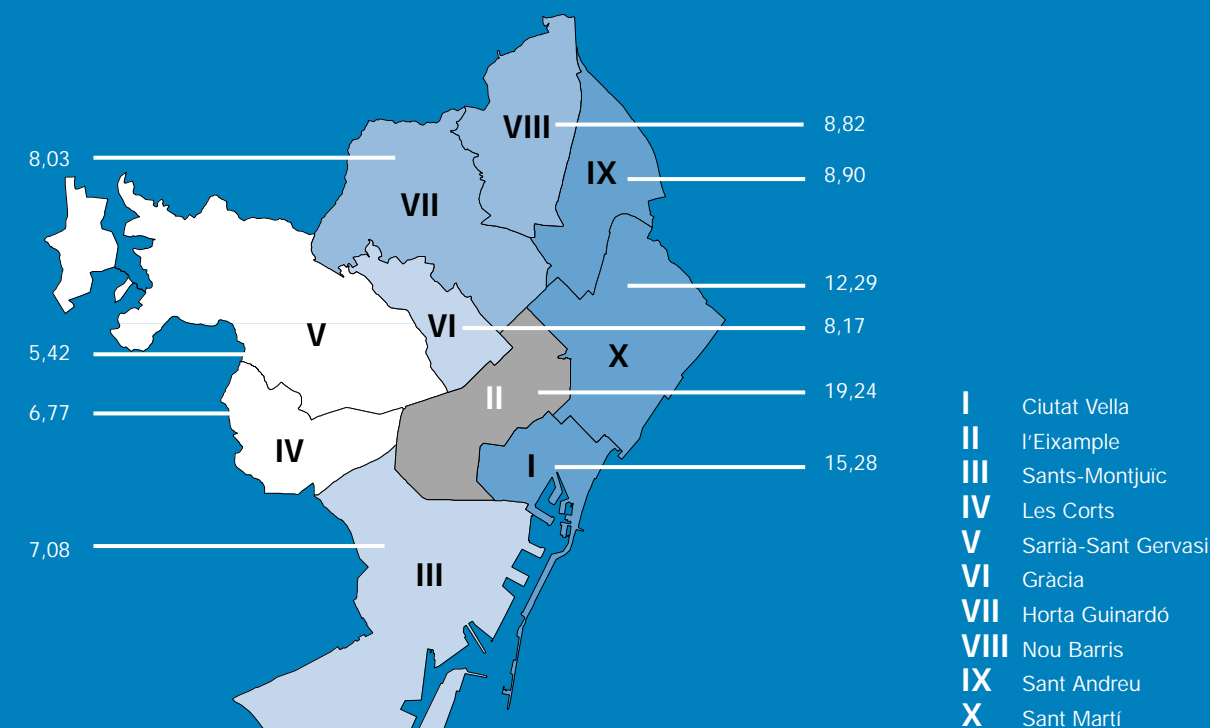 8,82
VIII
8,03
IX
8,90
VII
12,29
VI
8,17
V
5,42
X
19,24
II
6,77
IV
I
15,28
7,08
III
I Ciutat Vella
II l'Eixample
III Sants-Montjuïc
IV Les Corts
V Sarrià-Sant Gervasi
VI Gràcia
VII Horta Guinardó
VIII Nou Barris
IX Sant Andreu
X Sant Martí